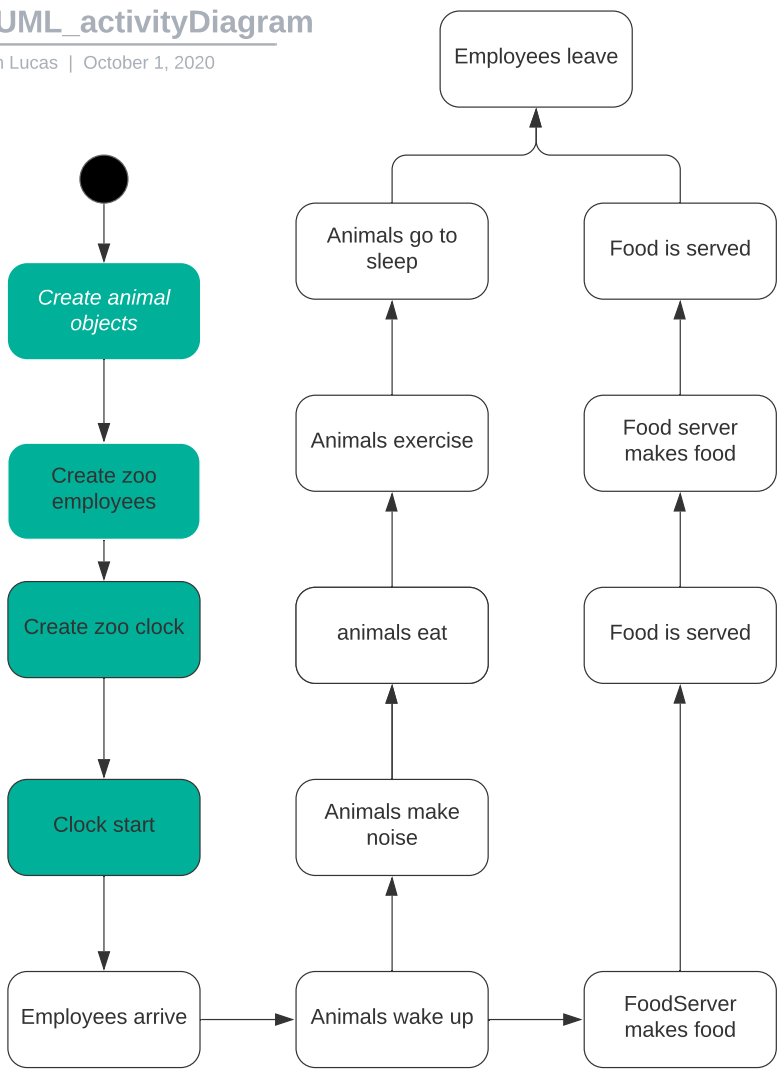 UML_activityDiagram
Lucas | October 1, 2020
Employees leave
Create animal
objects
Create zoo
employees
Create zoo clock
Clock start
Employees arrive
Animals go to
sleep
Animals exercise
animals eat
Animals make
noise
Animals wake up
Food is served
Food server
makes food
Food is served
FoodServer
makes food